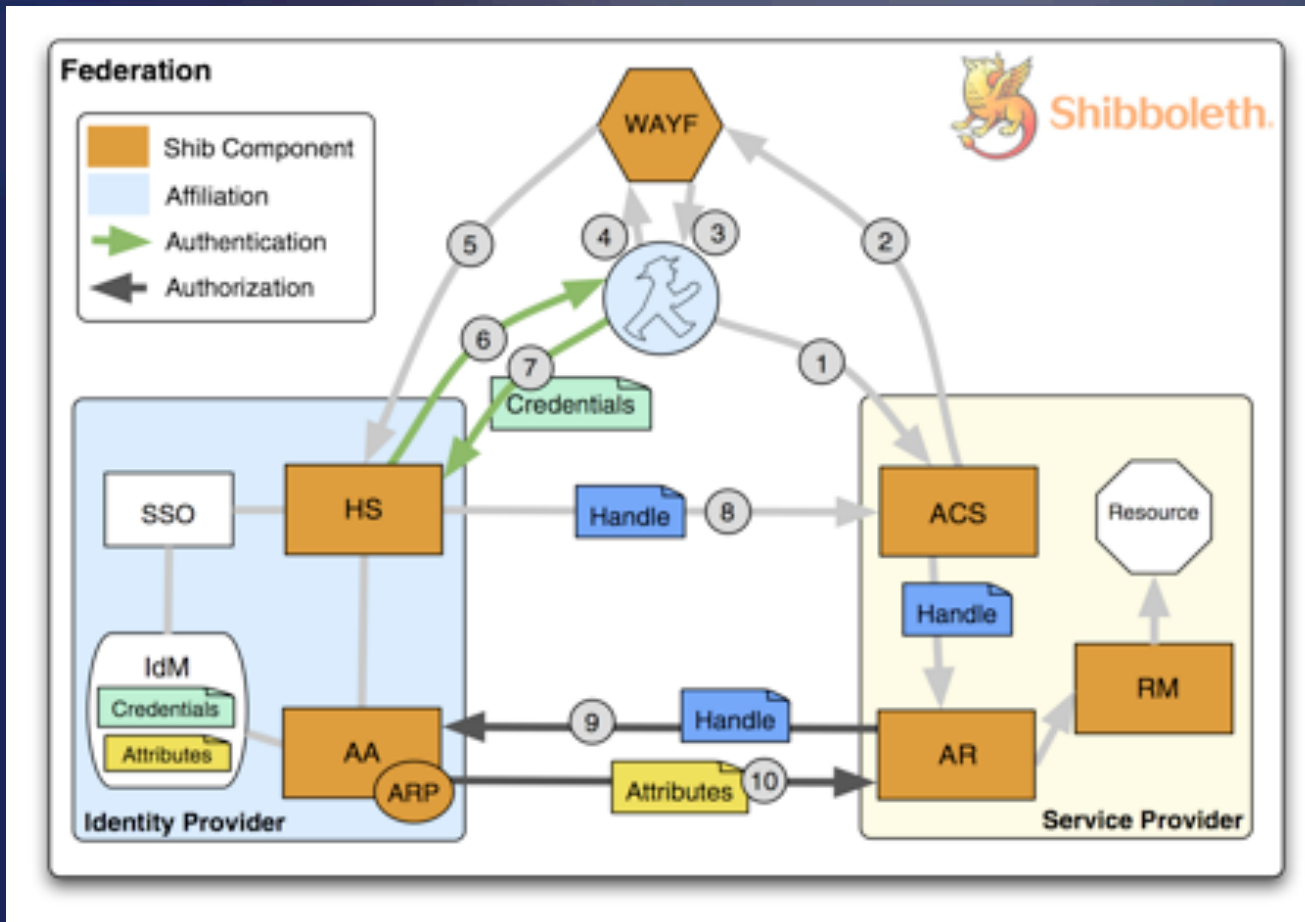 Federation
Shibboleth.
WAYF
Shib Component
Affiliation
Authentication
Authorization
5
4
3
2
6
7
1
Credentials
SSO
HS
Handle
8
ACS
Resource
Handle
IdM
Credentials
Attributes
AA
ARP
9
Handle
Attributes
10
AR
RM
Identity Provider
Service Provider